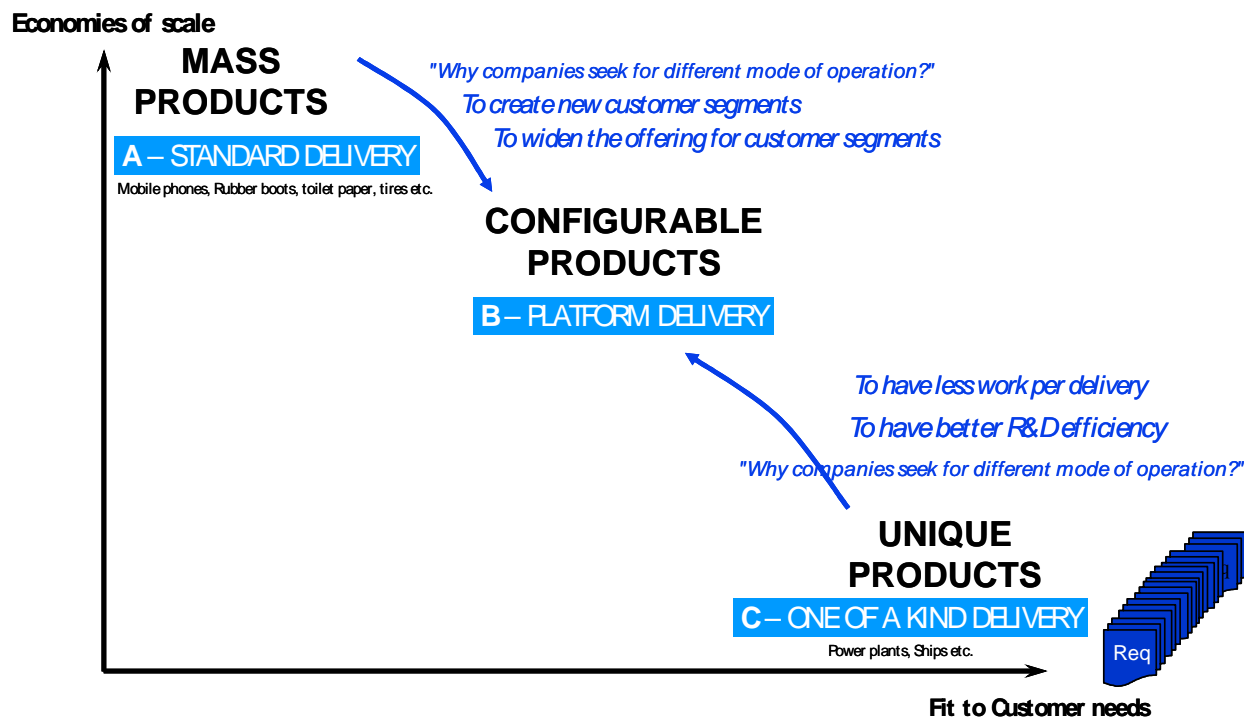 Economies of scale
MASS
PRODUCTS
A – STANDARD DELIVERY
Mobile phones, Rubber boots, toilet paper, tires etc.
"Why companies seek for different mode of operation?"
To create new customer segments
To widen the offering for customer segments
CONFIGURABLE
PRODUCTS
B – PLATFORM DELIVERY
To have less work per delivery
To have better R&D efficiency
"Why companies seek for different mode of operation?"
UNIQUE
PRODUCTS
C – ONE OF A KIND DELIVERY
Power plants, Ships etc.
Req
Fit to Customer needs